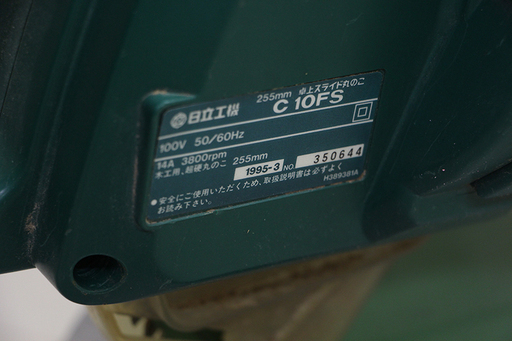 日立工機 255mm 卓上スライド丸のこ
C 10FS
100V 50/60Hz
14A 3800rpm
木工用、超硬丸のこ 255mm
1995-3 NO. 350644
●安全にご使用いただくため、取扱説明書は必ずよく
お読み下さい。 H389381A